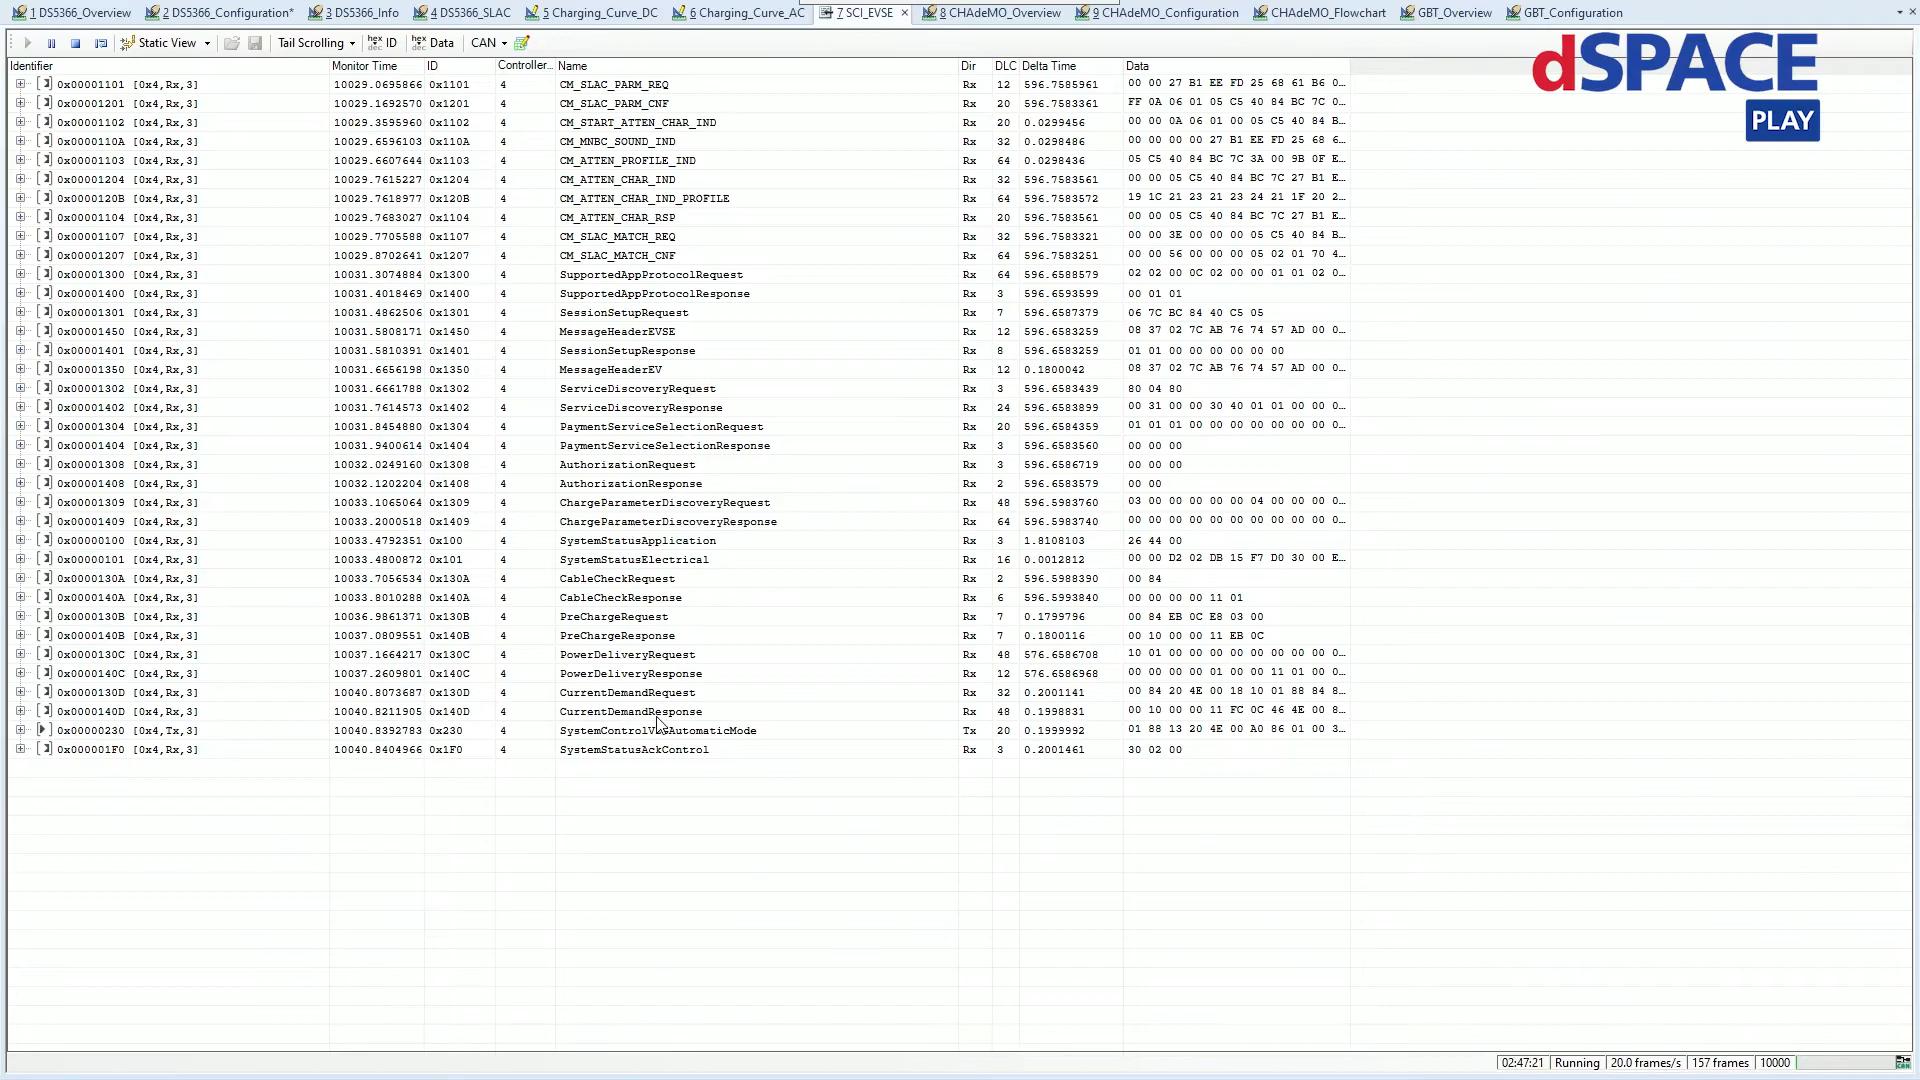 1 DS5366_Overview 2 DS5366_Configuration* 3 DS5366_Info 4 DS5366_SLAC 5 Charging_Curve_DC 6 Charging_Curve_AC 7 SCI_EVSE 8 CHAdeMO_Overview 9 CHAdeMO_Configuration CHAdeMO_Flowchart GBT_Overview GBT_Configuration
Static View Tail Scrolling hex dec ID hex dec Data CAN
dSPACE
PLAY
Identifier Monitor Time ID Controller... Name Dir DLC Delta Time Data
0x00001101 [0x4,Rx,3] 10029.0695866 0x1101 4 CM_SLAC_PARM_REQ Rx 12 596.7585961 00 00 27 B1 EE FD 25 68 61 B6 0...
0x00001201 [0x4,Rx,3] 10029.1692570 0x1201 4 CM_SLAC_PARM_CNF Rx 20 596.7583361 FF 0A 06 01 05 C5 40 84 BC 7C 0...
0x00001102 [0x4,Rx,3] 10029.3595960 0x1102 4 CM_START_ATTEN_CHAR_IND Rx 20 0.0299456 00 00 0A 06 01 00 05 C5 40 84 B...
0x0000110A [0x4,Rx,3] 10029.6596103 0x110A 4 CM_MNBC_SOUND_IND Rx 32 0.0298486 00 00 00 00 27 B1 EE FD 25 68 6...
0x00001103 [0x4,Rx,3] 10029.6607644 0x1103 4 CM_ATTEN_PROFILE_IND Rx 64 0.0298436 05 C5 40 84 BC 7C 3A 00 9B 0F E...
0x00001204 [0x4,Rx,3] 10029.7615227 0x1204 4 CM_ATTEN_CHAR_IND Rx 32 596.7583561 00 00 05 C5 40 84 BC 7C 27 B1 E...
0x0000120B [0x4,Rx,3] 10029.7618977 0x120B 4 CM_ATTEN_CHAR_IND_PROFILE Rx 64 596.7583572 19 1C 21 23 21 23 24 21 1F 20 2...
0x00001104 [0x4,Rx,3] 10029.7683027 0x1104 4 CM_ATTEN_CHAR_RSP Rx 20 596.7583561 00 00 05 C5 40 84 BC 7C 27 B1 E...
0x00001107 [0x4,Rx,3] 10029.7705588 0x1107 4 CM_SLAC_MATCH_REQ Rx 32 596.7583321 00 00 3E 00 00 00 05 C5 40 84 B...
0x00001207 [0x4,Rx,3] 10029.8702641 0x1207 4 CM_SLAC_MATCH_CNF Rx 64 596.7583251 00 00 56 00 00 00 05 02 01 70 4...
0x00001300 [0x4,Rx,3] 10031.3074884 0x1300 4 SupportedAppProtocolRequest Rx 64 596.6588579 02 02 00 0C 02 00 00 01 01 02 0...
0x00001400 [0x4,Rx,3] 10031.4018469 0x1400 4 SupportedAppProtocolResponse Rx 3 596.6593599 00 01 01
0x00001301 [0x4,Rx,3] 10031.4862506 0x1301 4 SessionSetupRequest Rx 7 596.6587379 06 7C BC 84 40 C5 05
0x00001450 [0x4,Rx,3] 10031.5808171 0x1450 4 MessageHeaderEVSE Rx 12 596.6583259 08 37 02 7C AB 76 74 57 AD 00 0...
0x00001401 [0x4,Rx,3] 10031.5810391 0x1401 4 SessionSetupResponse Rx 8 596.6583259 01 01 00 00 00 00 00 00
0x00001350 [0x4,Rx,3] 10031.6656198 0x1350 4 MessageHeaderEV Rx 12 0.1800042 08 37 02 7C AB 76 74 57 AD 00 0...
0x00001302 [0x4,Rx,3] 10031.6661788 0x1302 4 ServiceDiscoveryRequest Rx 3 596.6583439 80 04 80
0x00001402 [0x4,Rx,3] 10031.7614573 0x1402 4 ServiceDiscoveryResponse Rx 24 596.6583899 00 31 00 00 30 40 01 01 00 00 0...
0x00001304 [0x4,Rx,3] 10031.8454880 0x1304 4 PaymentServiceSelectionRequest Rx 20 596.6584359 01 01 01 00 00 00 00 00 00 00 0...
0x00001404 [0x4,Rx,3] 10031.9400614 0x1404 4 PaymentServiceSelectionResponse Rx 3 596.6583560 00 00 00
0x00001308 [0x4,Rx,3] 10032.0249160 0x1308 4 AuthorizationRequest Rx 3 596.6586719 00 00 00
0x00001408 [0x4,Rx,3] 10032.1202204 0x1408 4 AuthorizationResponse Rx 2 596.6583579 00 00
0x00001309 [0x4,Rx,3] 10033.1065064 0x1309 4 ChargeParameterDiscoveryRequest Rx 48 596.5983760 03 00 00 00 00 00 04 00 00 00 0...
0x00001409 [0x4,Rx,3] 10033.2000518 0x1409 4 ChargeParameterDiscoveryResponse Rx 64 596.5983740 00 00 00 00 00 00 00 00 00 00 0...
0x00000100 [0x4,Rx,3] 10033.4792351 0x100 4 SystemStatusApplication Rx 3 1.8108103 26 44 00
0x00000101 [0x4,Rx,3] 10033.4800872 0x101 4 SystemStatusElectrical Rx 16 0.0012812 00 00 D2 02 DB 15 F7 D0 30 00 E...
0x0000130A [0x4,Rx,3] 10033.7056534 0x130A 4 CableCheckRequest Rx 2 596.5988390 00 84
0x0000140A [0x4,Rx,3] 10033.8010288 0x140A 4 CableCheckResponse Rx 6 596.5993840 00 00 00 00 11 01
0x0000130B [0x4,Rx,3] 10036.9861371 0x130B 4 PreChargeRequest Rx 7 0.1799796 00 84 EB 0C E8 03 00
0x0000140B [0x4,Rx,3] 10037.0809551 0x140B 4 PreChargeResponse Rx 7 0.1800116 00 10 00 00 11 EB 0C
0x0000130C [0x4,Rx,3] 10037.1664217 0x130C 4 PowerDeliveryRequest Rx 48 576.6586708 10 01 00 00 00 00 00 00 00 00 0...
0x0000140C [0x4,Rx,3] 10037.2609801 0x140C 4 PowerDeliveryResponse Rx 12 576.6586968 00 00 00 00 01 00 00 11 01 00 0...
0x0000130D [0x4,Rx,3] 10040.8073687 0x130D 4 CurrentDemandRequest Rx 32 0.2001141 00 84 20 4E 00 18 10 01 88 84 8...
0x0000140D [0x4,Rx,3] 10040.8211905 0x140D 4 CurrentDemandResponse Rx 48 0.1998831 00 10 00 00 11 FC 0C 46 4E 00 8...
0x00000230 [0x4,Tx,3] 10040.8392783 0x230 4 Tx 20 0.1999992 01 88 13 20 4E 00 A0 86 01 00 3...
0x000001F0 [0x4,Rx,3] 10040.8404966 0x1F0 4 SystemStatusAckControl Rx 3 0.2001461 30 02 00
02:47:21 Running 20.0 frames/s 157 frames 10000